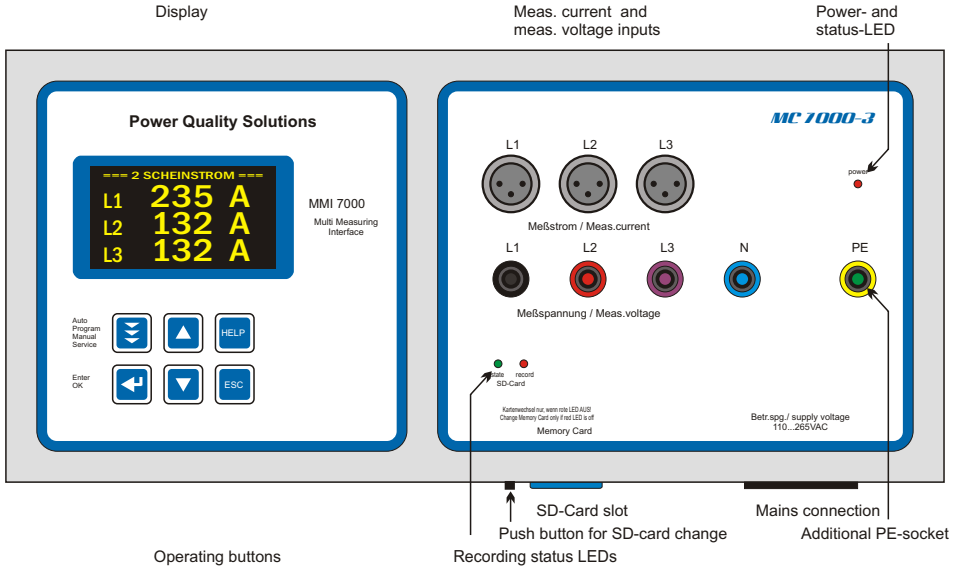 Display
Meas. current and
meas. voltage inputs
Power- and
status-LED
Power Quality Solutions
=== 2 SCHEINSTROM ===
L1 235 A
L2 132 A
L3 132 A
MMI 7000
Multi Measuring
Interface
Auto
Program
Manual
Service
HELP
Enter
OK
ESC
MC 7000-3
L1 L2 L3
power
Meßstrom / Meas.current
L1 L2 L3 N PE
Meßspannung / Meas.voltage
state record
SD-Card
Kartenwechsel nur, wenn rote LED AUS!
Change Memory Card only if red LED is off
Memory Card
Betr.spg./ supply voltage
110...265VAC
SD-Card slot
Mains connection
Push button for SD-card change
Additional PE-socket
Operating buttons
Recording status LEDs